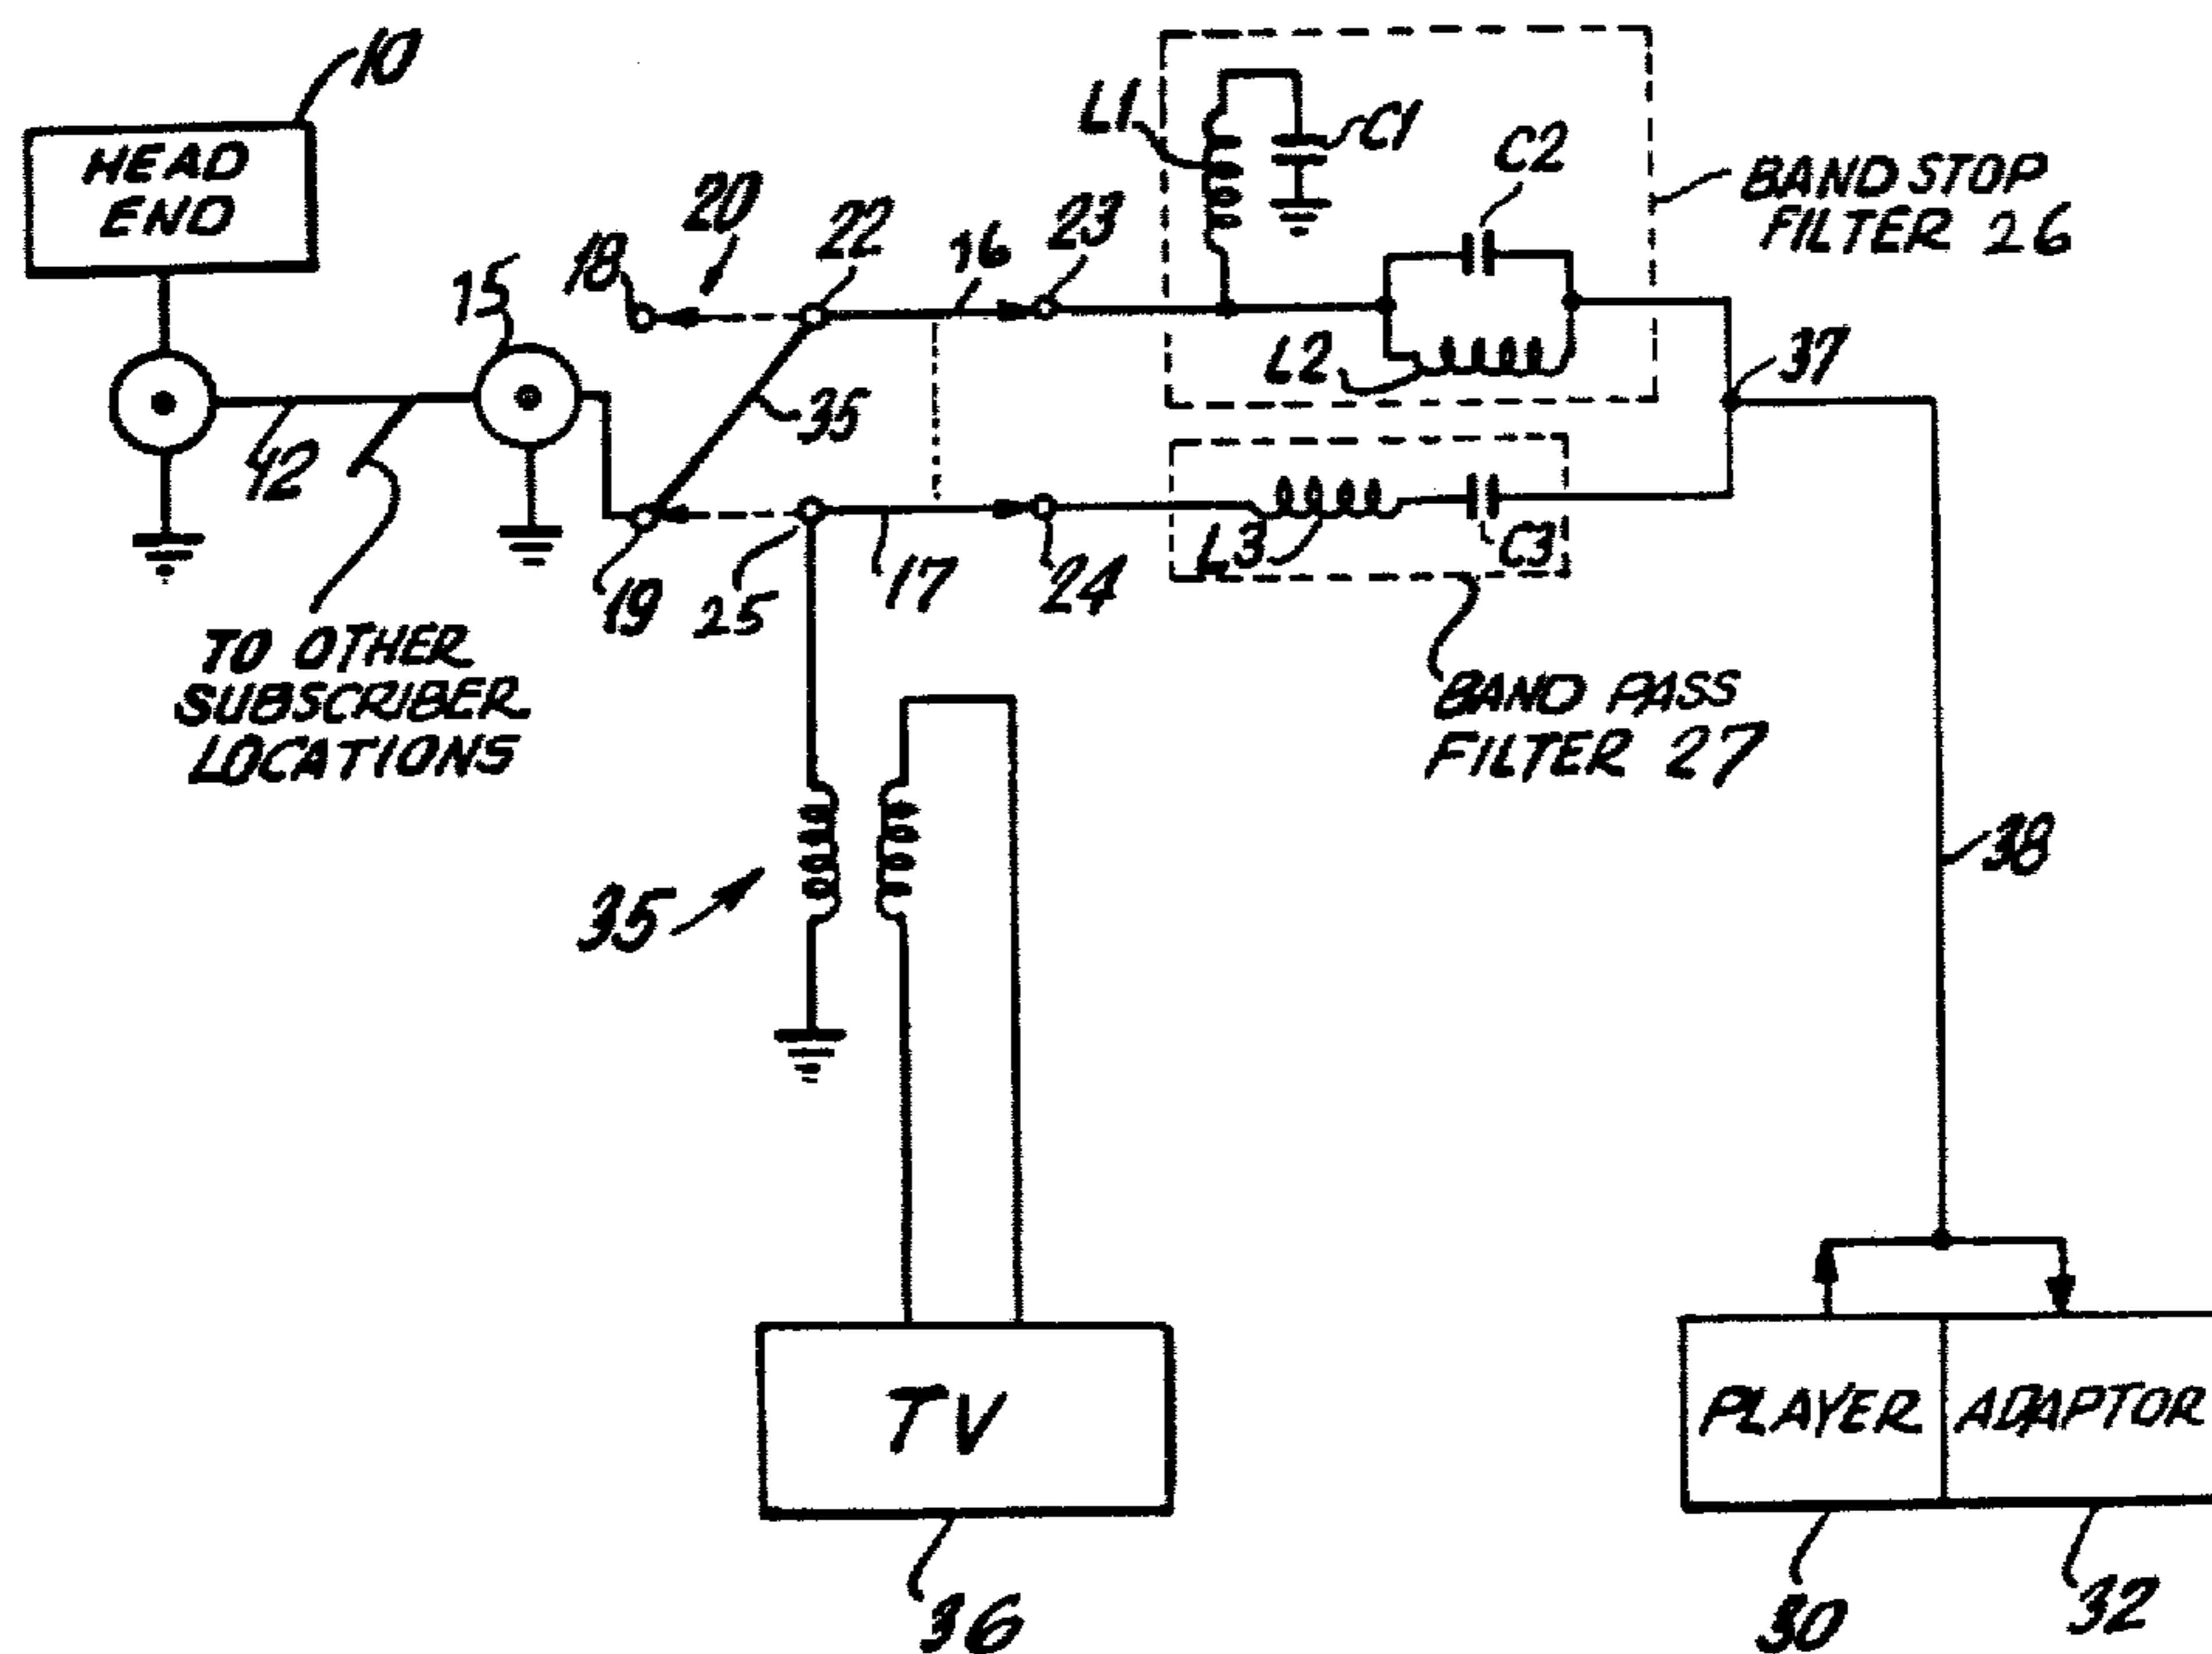 10
HEAD
END
15
42
TO OTHER
SUBSCRIBER
LOCATIONS
18
20
22
16
23
35
19
25
17
24
L1
C1
C2
L2
BAND STOP
FILTER 26
37
L3
C3
BAND PASS
FILTER 27
38
35
TV
36
PLAYER
ADAPTOR
30
32